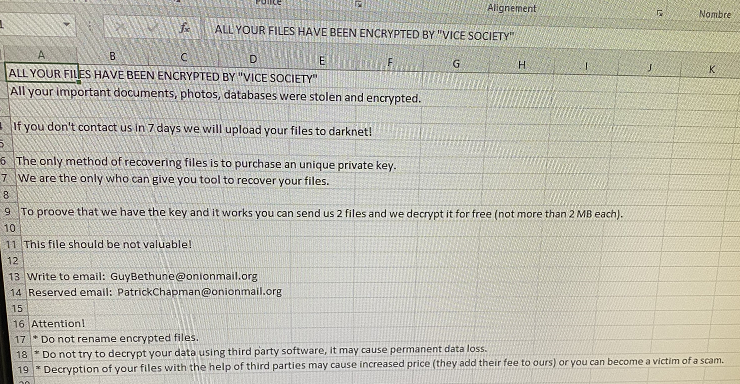 Police
Alignement
Nombre
fx ALL YOUR FILES HAVE BEEN ENCRYPTED BY "VICE SOCIETY"
A B C D E F G H I J K
ALL YOUR FILES HAVE BEEN ENCRYPTED BY "VICE SOCIETY"
All your important documents, photos, databases were stolen and encrypted.
If you don't contact us in 7 days we will upload your files to darknet!
5
6 The only method of recovering files is to purchase an unique private key.
7 We are the only who can give you tool to recover your files.
8
9 To proove that we have the key and it works you can send us 2 files and we decrypt it for free (not more than 2 MB each).
10
11 This file should be not valuable!
12
13 Write to email: GuyBethune@onionmail.org
14 Reserved email: PatrickChapman@onionmail.org
15
16 Attention!
17 * Do not rename encrypted files.
18 * Do not try to decrypt your data using third party software, it may cause permanent data loss.
19 * Decryption of your files with the help of third parties may cause increased price (they add their fee to ours) or you can become a victim of a scam.